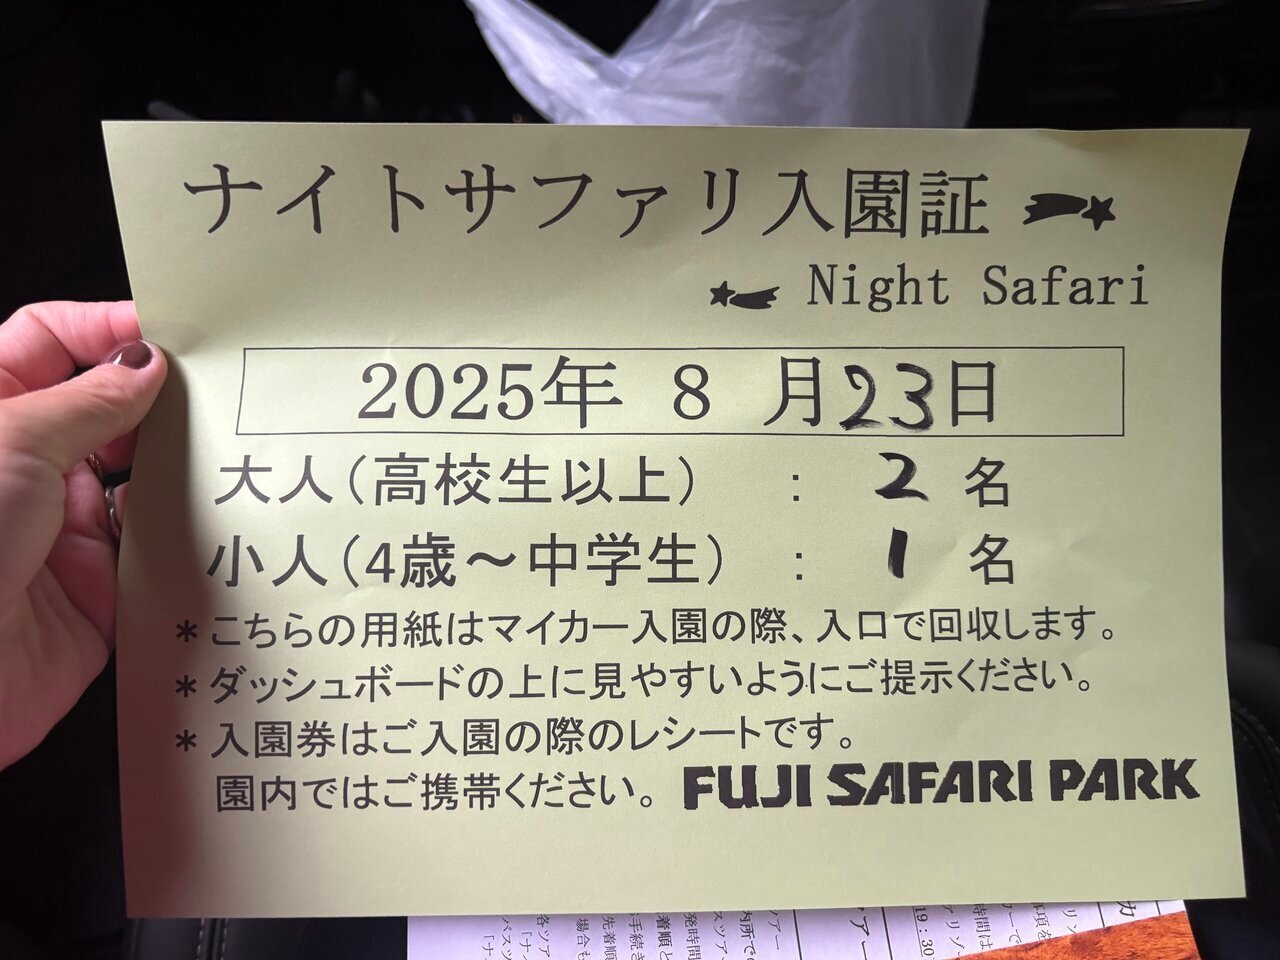 ナイトサファリ入園証
Night Safari
2025年 8 月23日
大人(高校生以上) : 2 名
小人(4歳～中学生) : 1 名
*こちらの用紙はマイカー入園の際、入口で回収します。
*ダッシュボードの上に見やすいようにご提示ください。
*入園券はご入園の際のレシートです。
園内ではご携帯ください。
FUJI SAFARI PARK
19:30